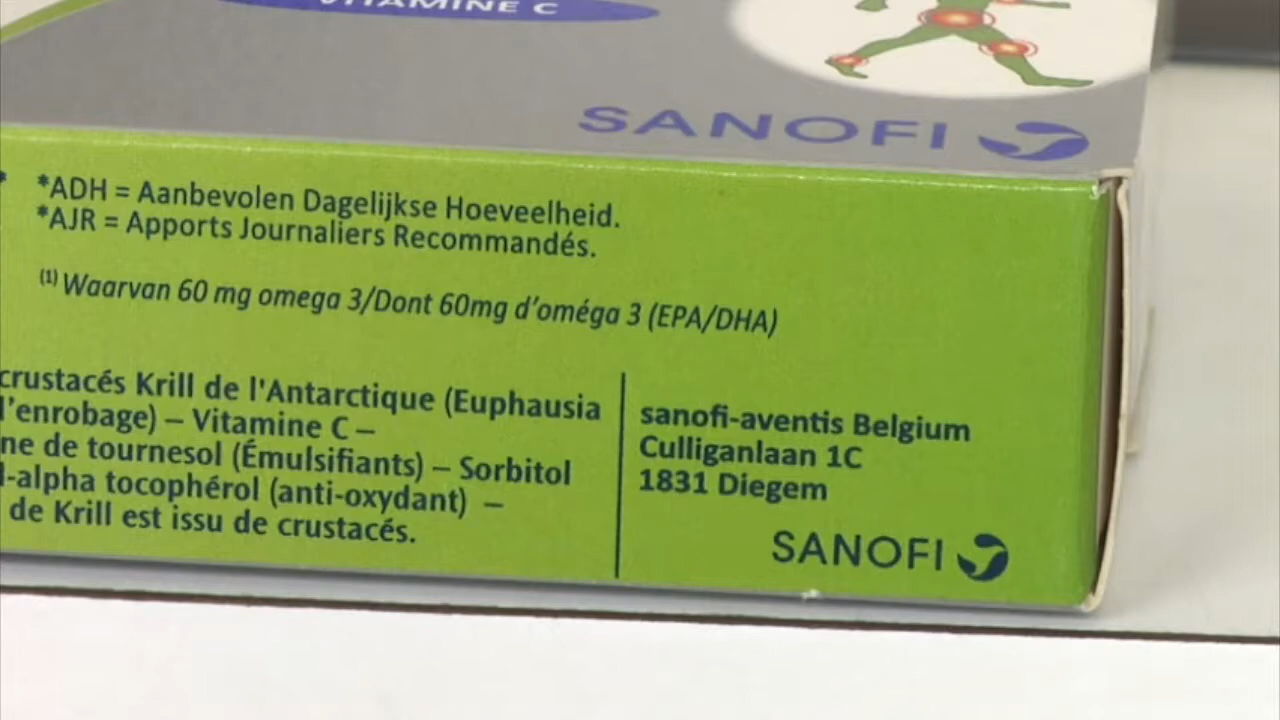 VITAMINE C
SANOFI
*ADH = Aanbevolen Dagelijkse Hoeveelheid.
*AJR = Apports Journaliers Recommandés.
(1) Waarvan 60 mg omega 3/Dont 60mg d'oméga 3 (EPA/DHA)
crustacés Krill de l'Antarctique (Euphausia
l'enrobage) – Vitamine C –
ne de tournesol (Émulsifiants) – Sorbitol
l-alpha tocophérol (anti-oxydant) –
de Krill est issu de crustacés.
sanofi-aventis Belgium
Culliganlaan 1C
1831 Diegem
SANOFI